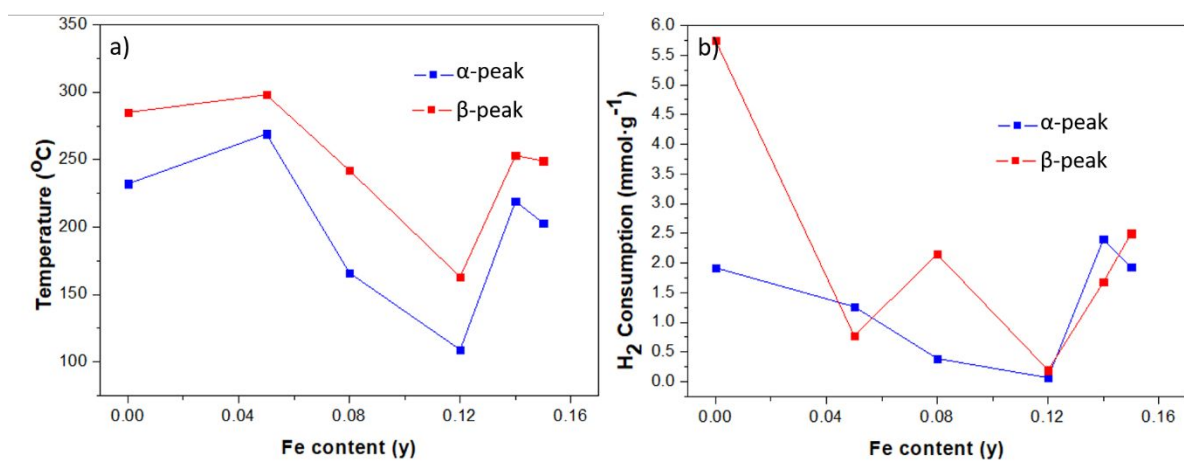 a)
α-peak
β-peak
350
300
250
200
150
100
Temperature (ºC)
0.00 0.04 0.08 0.12 0.16
Fe content (y)
b)
α-peak
β-peak
6.0
5.5
5.0
4.5
4.0
3.5
3.0
2.5
2.0
1.5
1.0
0.5
0.0
H2 Consumption (mmol·g-1)
0.00 0.04 0.08 0.12 0.16
Fe content (y)